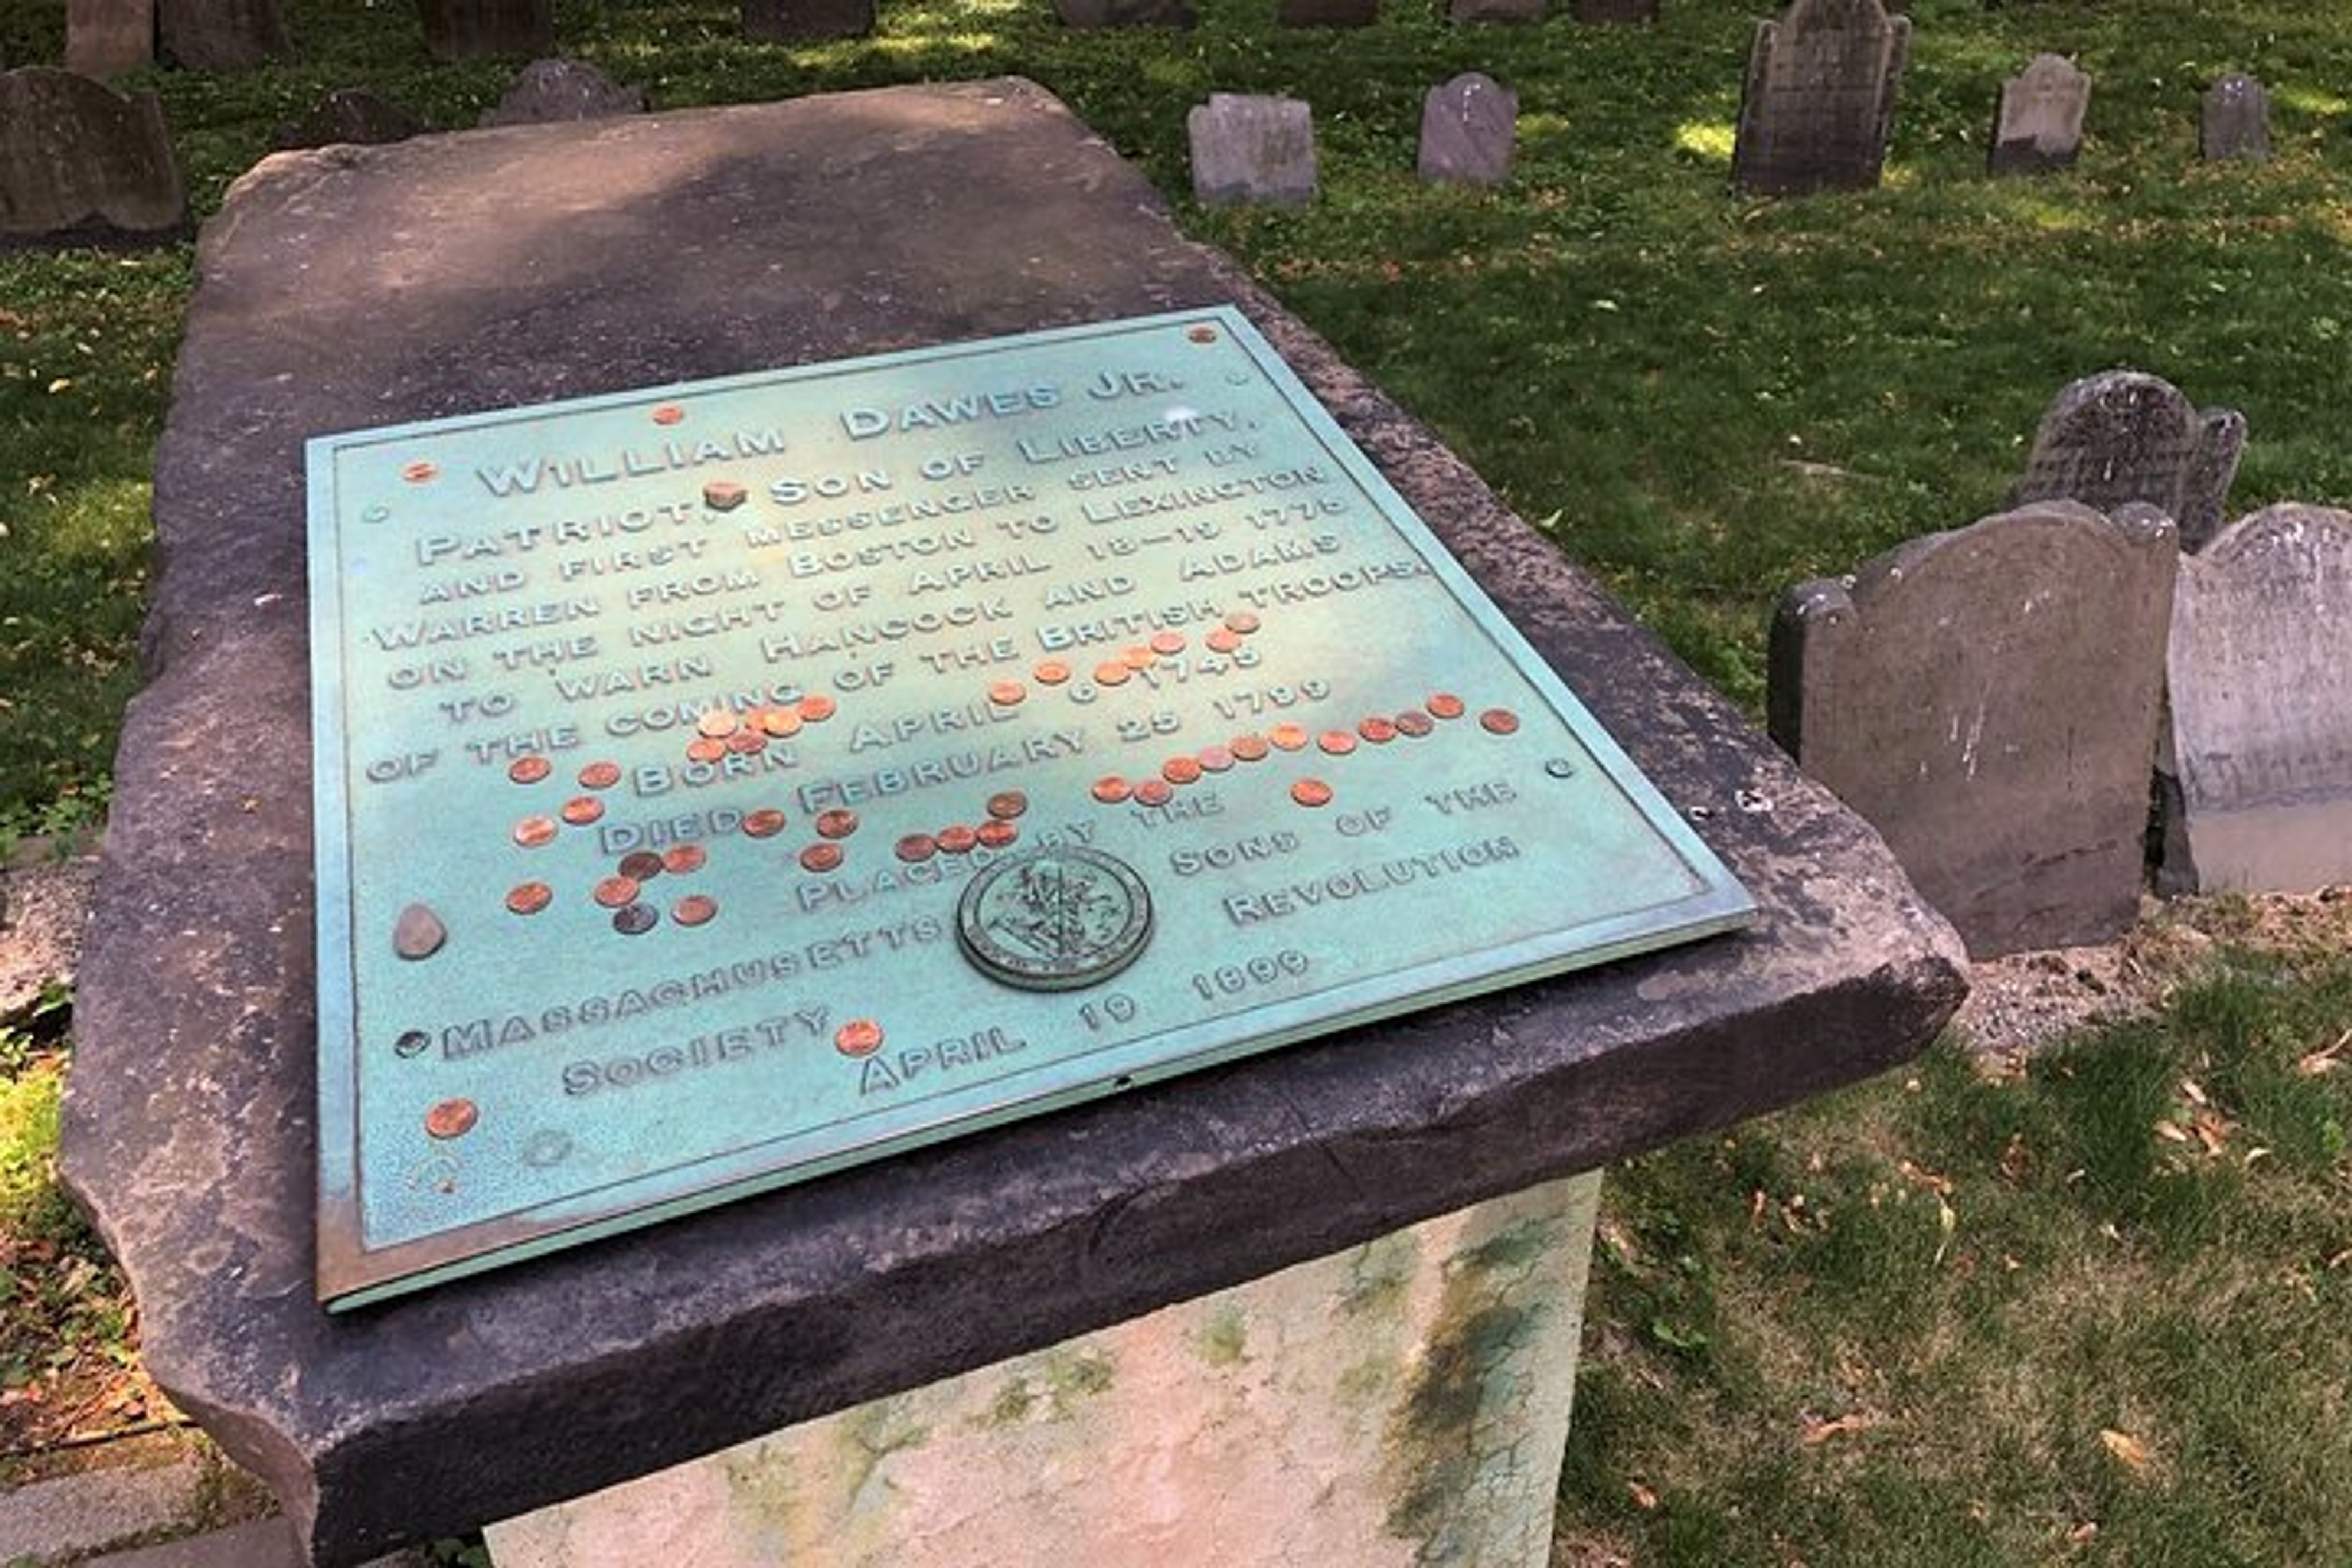 WILLIAM DAWES JR.
PATRIOT, SON OF LIBERTY,
AND FIRST MESSENGER SENT BY
WARREN FROM BOSTON TO LEXINGTON
ON THE NIGHT OF APRIL 18–19 1775
TO WARN HANCOCK AND ADAMS
OF THE COMING OF THE BRITISH TROOPS.
BORN APRIL 6 1745
DIED FEBRUARY 25 1799
PLACED BY THE
MASSACHUSETTS SONS OF THE
SOCIETY REVOLUTION
APRIL 19 1899